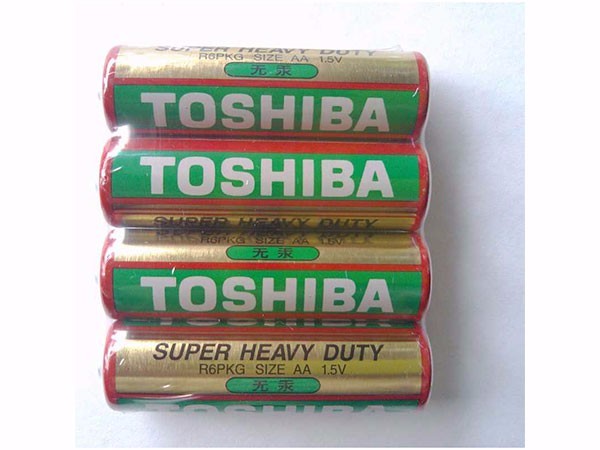 SUPER HEAVY DUTY
R6PKG SIZE AA 1.5V
无汞
TOSHIBA
TOSHIBA
SUPER HEAVY DUTY
R6PKG SIZE AA 1.5V
无汞
TOSHIBA
SUPER HEAVY DUTY
R6PKG SIZE AA 1.5V
无汞
TOSHIBA